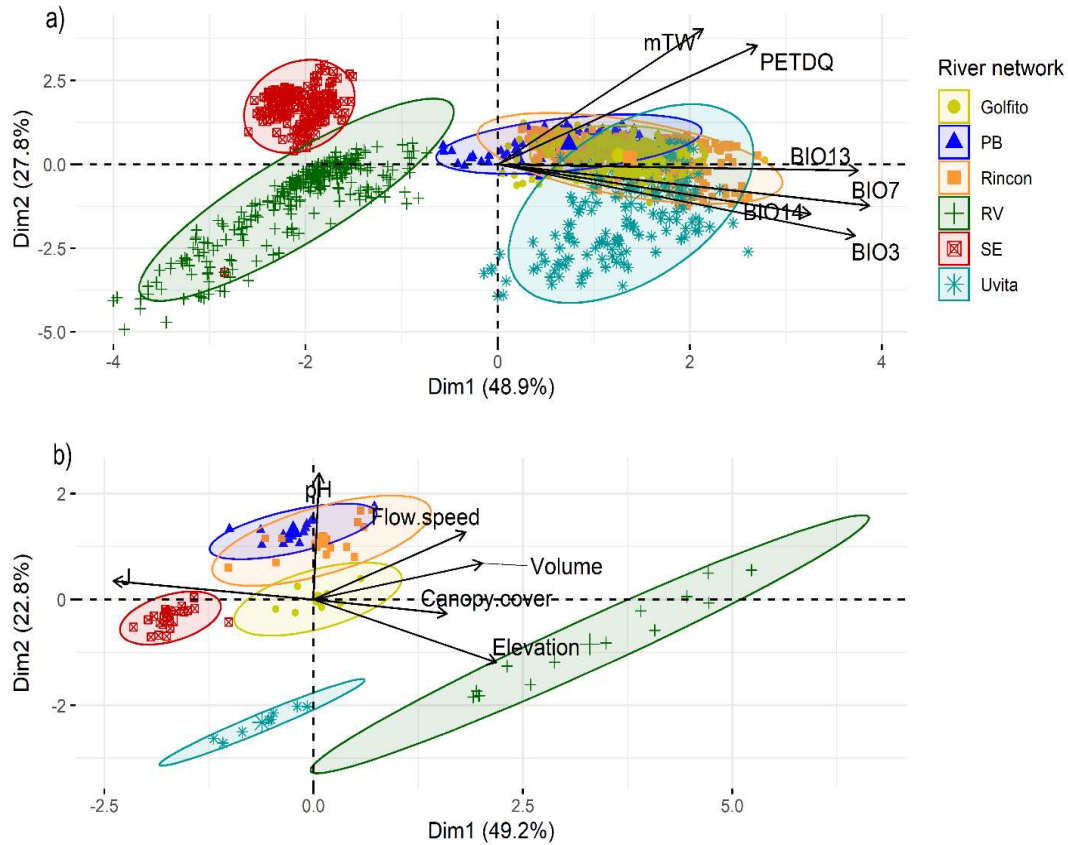 a)
mTW
PETDQ
BIO13
BIO7
BIO14
BIO3
2.5
0.0
-2.5
-5.0
Dim2 (27.8%)
-4
-2
0
2
4
Dim1 (48.9%)
River network
Golfito
PB
Rincon
RV
SE
Uvita
b)
pH
Flow.speed
Volume
J
Canopy.cover
Elevation
2
0
-2
Dim2 (22.8%)
-2.5
0.0
2.5
5.0
Dim1 (49.2%)